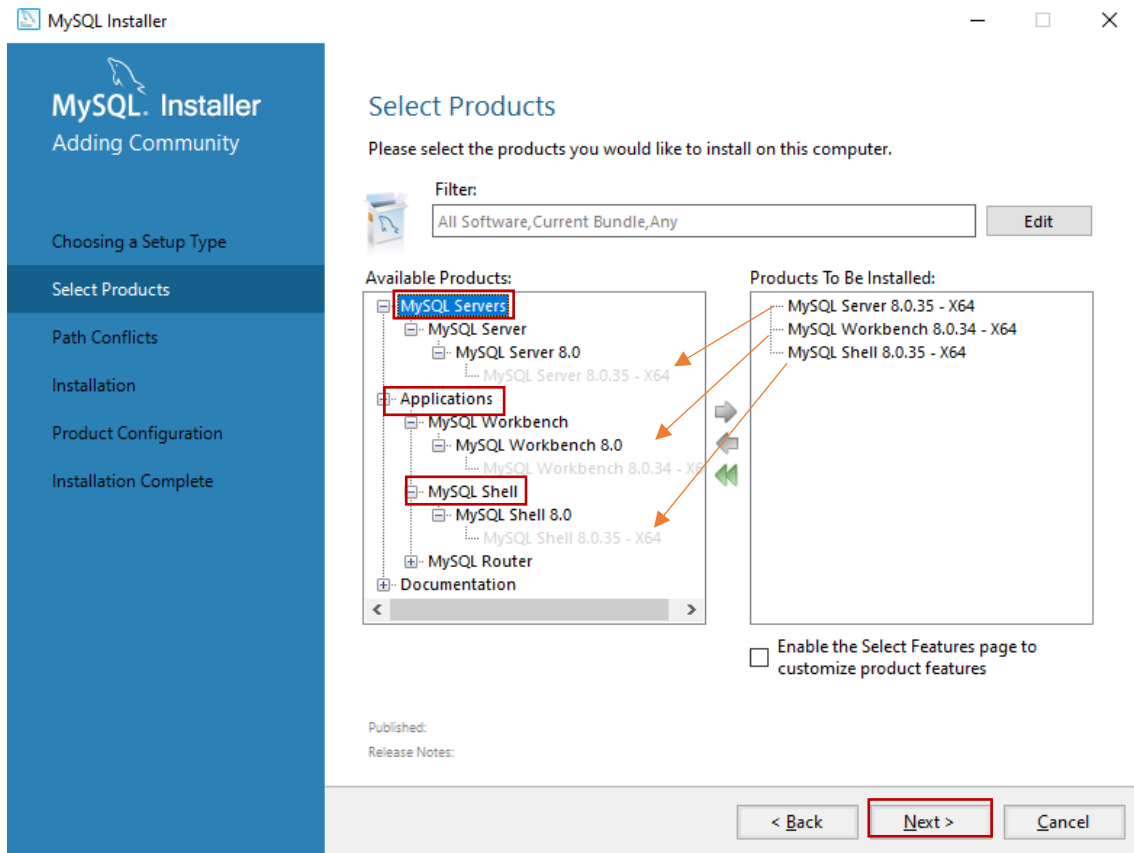 MySQL Installer
MySQL. Installer
Adding Community
Choosing a Setup Type
Select Products
Path Conflicts
Installation
Product Configuration
Installation Complete
Select Products
Please select the products you would like to install on this computer.
Filter:
All Software,Current Bundle,Any
Edit
Available Products:
MySQL Servers
MySQL Server
MySQL Server 8.0
MySQL Server 8.0.35 - X64
Applications
MySQL Workbench
MySQL Workbench 8.0
MySQL Workbench 8.0.34 - X6
MySQL Shell
MySQL Shell 8.0
MySQL Shell 8.0.35 - X64
MySQL Router
Documentation
Products To Be Installed:
MySQL Server 8.0.35 - X64
MySQL Workbench 8.0.34 - X64
MySQL Shell 8.0.35 - X64
Enable the Select Features page to
customize product features
Published:
Release Notes:
< Back
Next >
Cancel